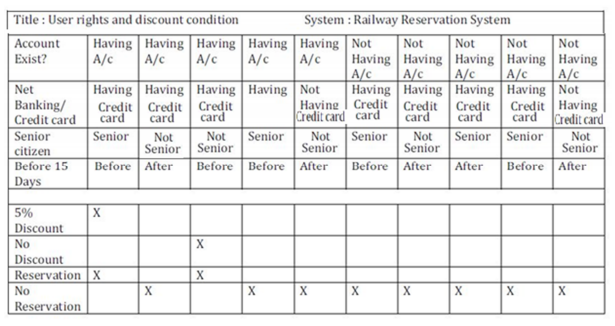 Title : User rights and discount condition System : Railway Reservation System
Account Having Having Having Having Having Not Not Not Not Not
Exist? A/c A/c A/c A/c A/c Having Having Having Having Having
A/c A/c A/c A/c A/c
Net Having Having Having Having Not Having Having Having Having Not
Banking/ Credit Credit Credit Having Credit Credit Credit Credit Having
Credit card card card card Credit card card card card card Credit card
Senior Senior Not Not Senior Not Senior Not Senior Senior Not
citizen Senior Senior Senior Senior Senior
Before 15 Before After Before Before After Before After After Before After
Days
5% X
Discount
No X
Discount
Reservation X X
No X X X X X X X X
Reservation